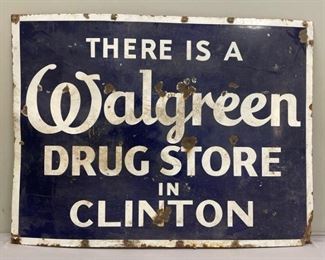 THERE IS A
Walgreen
DRUG STORE
IN
CLINTON